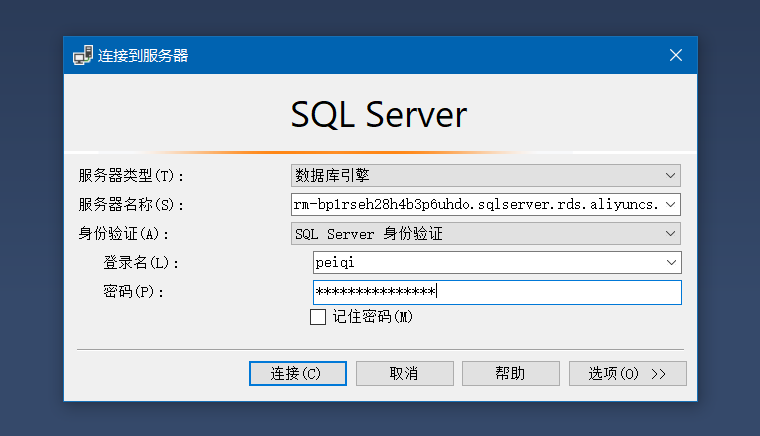 连接到服务器
SQL Server
服务器类型(T): 数据库引擎
服务器名称(S): rm-bp1rseh28h4b3p6uhdo.sqlserver.rds.aliyuncs.
身份验证(A): SQL Server 身份验证
登录名(L): peiqi
密码(P): ***************
记住密码(M)
连接(C) 取消 帮助 选项(O) >>